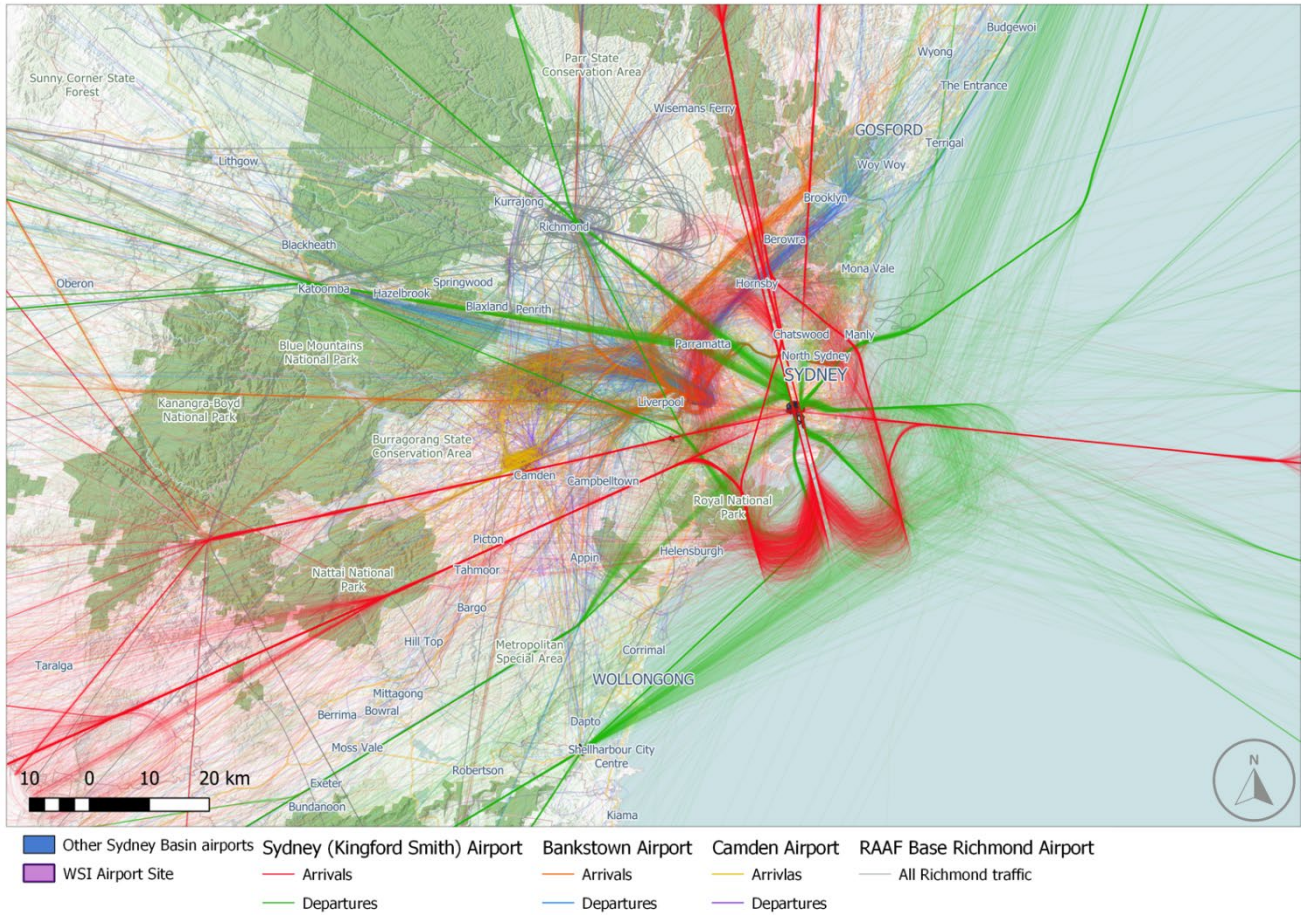 Budgewoi
Wyong
Parr State
Conservation Area
Sunny Corner State
Forest
The Entrance
Wisemans Ferry
GOSFORD
Terrigal
Lithgow
Woy Woy
Kurrajong
Brooklyn
Richmond
Blackheath
Berowra
Mona Vale
Oberon
Katoomba
Hazelbrook
Springwood
Hornsby
Blaxland
Penrith
Chatswood
Manly
Blue Mountains
National Park
Parramatta
North Sydney
SYDNEY
Kanangra-Boyd
National Park
Liverpool
Burragorang State
Conservation Area
Camden
Campbelltown
Royal National
Park
Picton
Appin
Helensburgh
Nattai National
Park
Tahmoor
Bargo
Hill Top
Metropolitan
Special Area
Corrimal
Taralga
WOLLONGONG
Mittagong
Berrima
Bowral
Dapto
Moss Vale
Shellharbour City
Centre
Robertson
Exeter
Bundanoon
Kiama
10 0 10 20 km
N
Other Sydney Basin airports
WSI Airport Site
Sydney (Kingford Smith) Airport
Arrivals
Departures
Bankstown Airport
Arrivals
Departures
Camden Airport
Arrivlas
Departures
RAAF Base Richmond Airport
All Richmond traffic